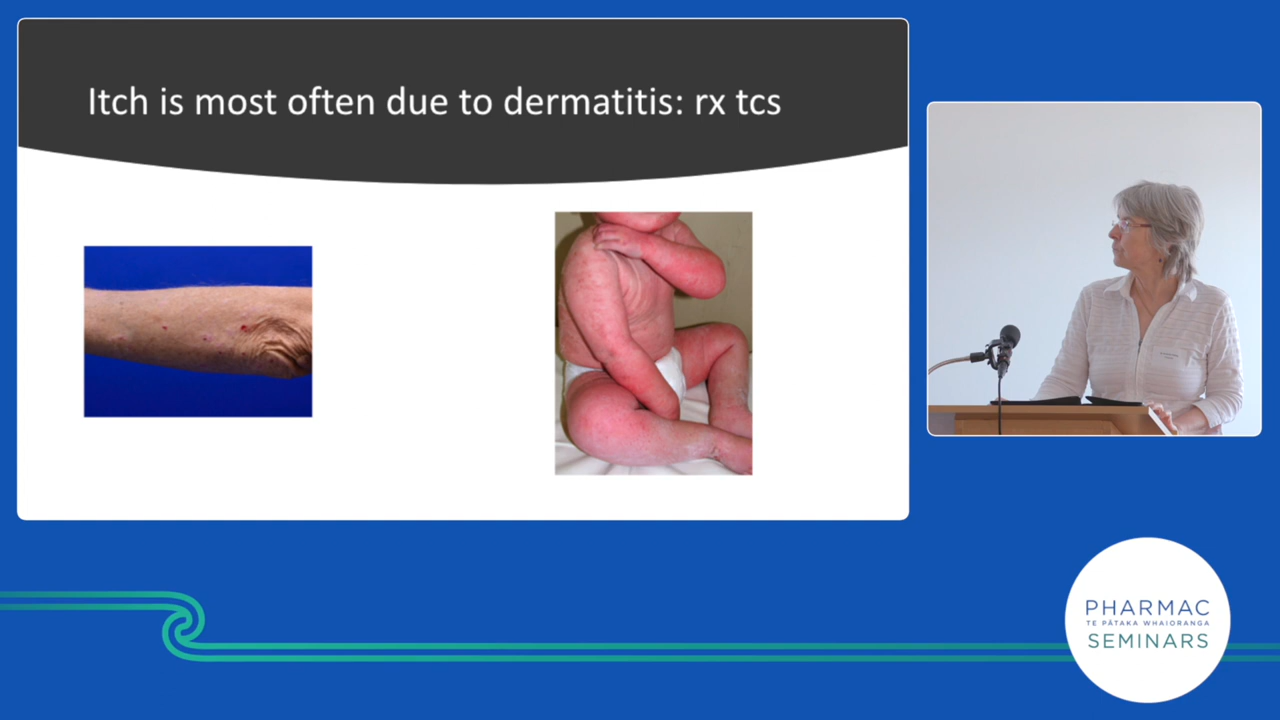 Itch is most often due to dermatitis: rx tcs
PHARMAC
TE PĀTAKA WHAIORANGA
SEMINARS